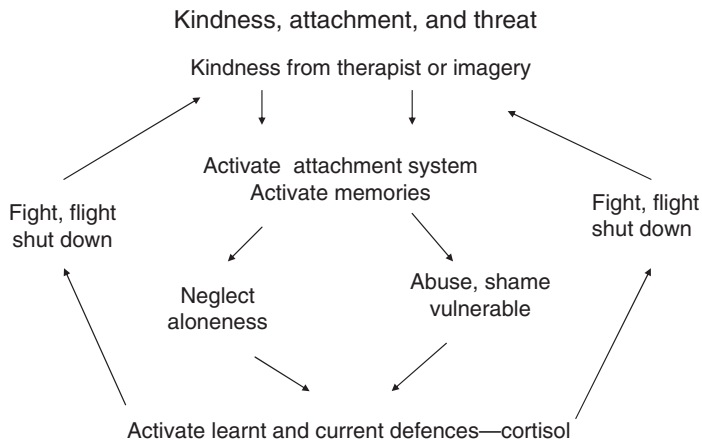 Kindness, attachment, and threat
Kindness from therapist or imagery
Activate attachment system
Activate memories
Fight, flight
shut down
Fight, flight
shut down
Neglect
aloneness
Abuse, shame
vulnerable
Activate learnt and current defences—cortisol